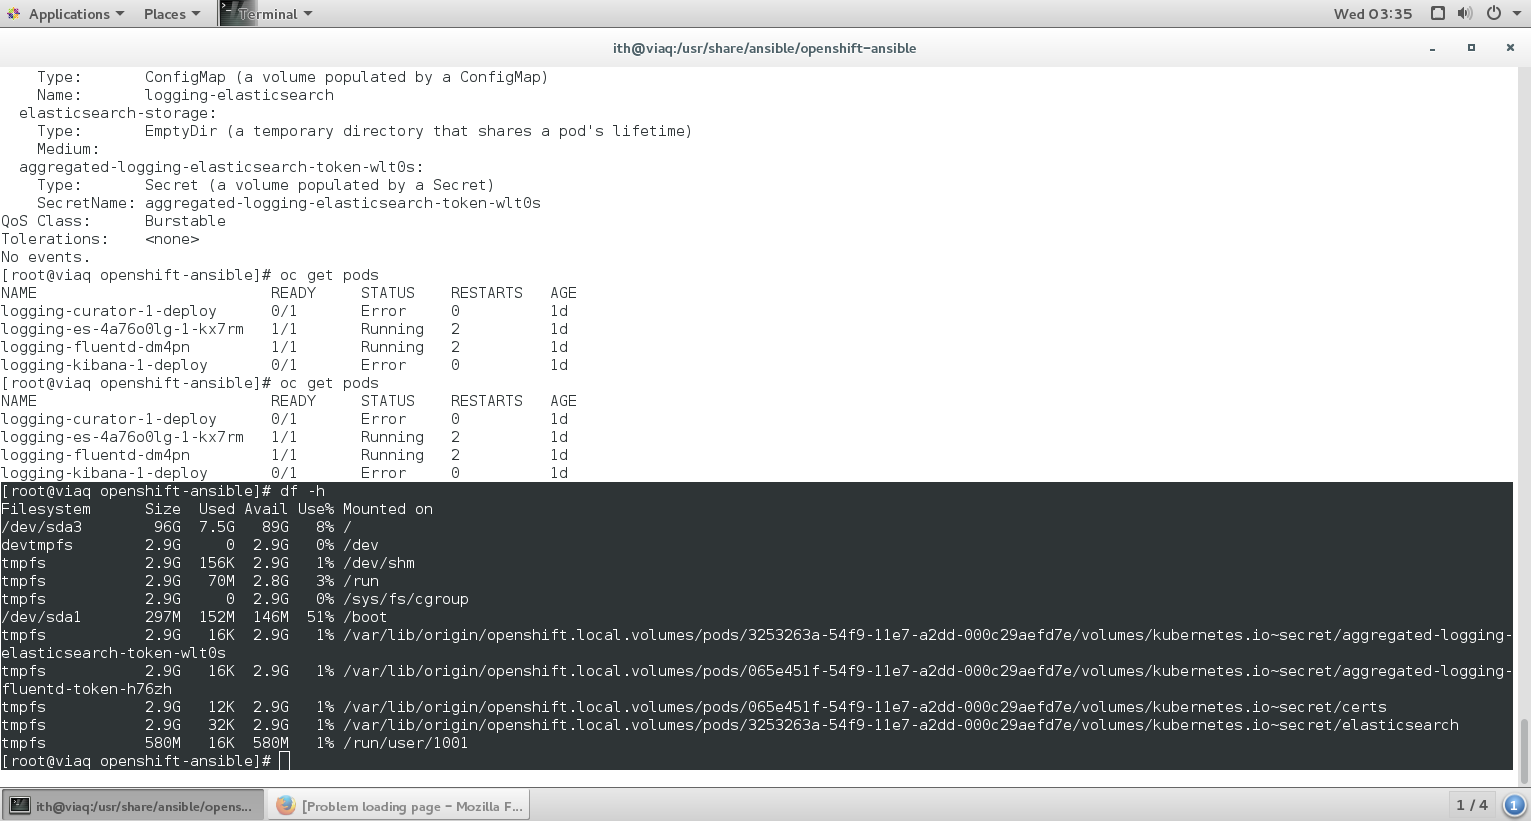 Applications Places Terminal Wed 03:35
ith@viaq:/usr/share/ansible/openshift-ansible
    Type:       ConfigMap (a volume populated by a ConfigMap)
    Name:       logging-elasticsearch
  elasticsearch-storage:
    Type:       EmptyDir (a temporary directory that shares a pod's lifetime)
    Medium:
  aggregated-logging-elasticsearch-token-wlt0s:
    Type:       Secret (a volume populated by a Secret)
    SecretName: aggregated-logging-elasticsearch-token-wlt0s
QoS Class:      Burstable
Tolerations:    <none>
No events.
[root@viaq openshift-ansible]# oc get pods
NAME                          READY     STATUS    RESTARTS   AGE
logging-curator-1-deploy      0/1       Error     0          1d
logging-es-4a76o0lg-1-kx7rm   1/1       Running   2          1d
logging-fluentd-dm4pn         1/1       Running   2          1d
logging-kibana-1-deploy       0/1       Error     0          1d
[root@viaq openshift-ansible]# oc get pods
NAME                          READY     STATUS    RESTARTS   AGE
logging-curator-1-deploy      0/1       Error     0          1d
logging-es-4a76o0lg-1-kx7rm   1/1       Running   2          1d
logging-fluentd-dm4pn         1/1       Running   2          1d
logging-kibana-1-deploy       0/1       Error     0          1d
[root@viaq openshift-ansible]# df -h
Filesystem      Size  Used Avail Use% Mounted on
/dev/sda3        96G  7.5G   89G   8% /
devtmpfs        2.9G     0  2.9G   0% /dev
tmpfs           2.9G  156K  2.9G   1% /dev/shm
tmpfs           2.9G   70M  2.8G   3% /run
tmpfs           2.9G     0  2.9G   0% /sys/fs/cgroup
/dev/sda1       297M  152M  146M  51% /boot
tmpfs           2.9G   16K  2.9G   1% /var/lib/origin/openshift.local.volumes/pods/3253263a-54f9-11e7-a2dd-000c29aefd7e/volumes/kubernetes.io~secret/aggregated-logging-
elasticsearch-token-wlt0s
tmpfs           2.9G   16K  2.9G   1% /var/lib/origin/openshift.local.volumes/pods/065e451f-54f9-11e7-a2dd-000c29aefd7e/volumes/kubernetes.io~secret/aggregated-logging-
fluentd-token-h76zh
tmpfs           2.9G   12K  2.9G   1% /var/lib/origin/openshift.local.volumes/pods/065e451f-54f9-11e7-a2dd-000c29aefd7e/volumes/kubernetes.io~secret/certs
tmpfs           2.9G   32K  2.9G   1% /var/lib/origin/openshift.local.volumes/pods/3253263a-54f9-11e7-a2dd-000c29aefd7e/volumes/kubernetes.io~secret/elasticsearch
tmpfs           580M   16K  580M   1% /run/user/1001
[root@viaq openshift-ansible]#
ith@viaq:/usr/share/ansible/opens... [Problem loading page - Mozilla F... 1 / 4 1